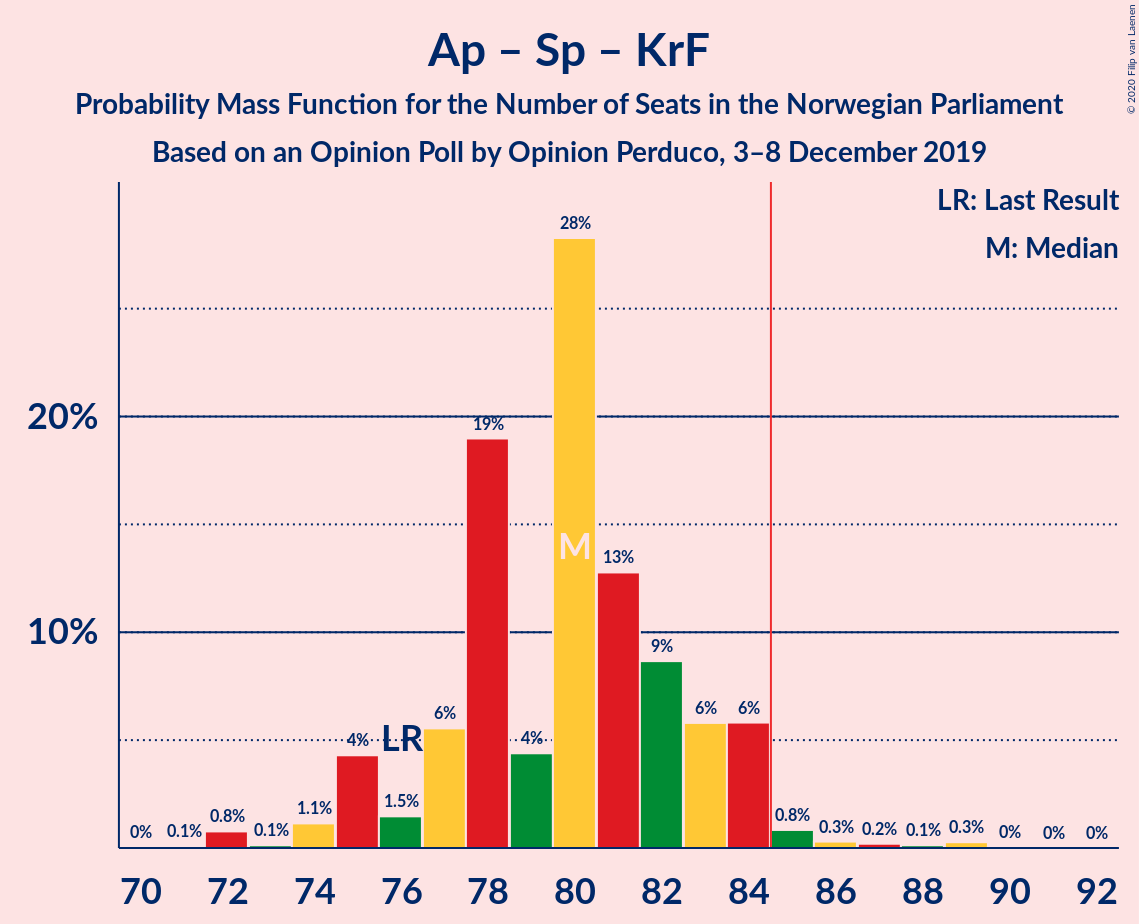 © 2020 Filip van Laenen
Ap – Sp – KrF
Probability Mass Function for the Number of Seats in the Norwegian Parliament
Based on an Opinion Poll by Opinion Perduco, 3–8 December 2019
LR: Last Result
M: Median
20%
10%
0%
0.1%
0.8%
0.1%
1.1%
4%
LR
1.5%
6%
19%
4%
28%
M
13%
9%
6%
6%
0.8%
0.3%
0.2%
0.1%
0.3%
0%
0%
0%
70 72 74 76 78 80 82 84 86 88 90 92